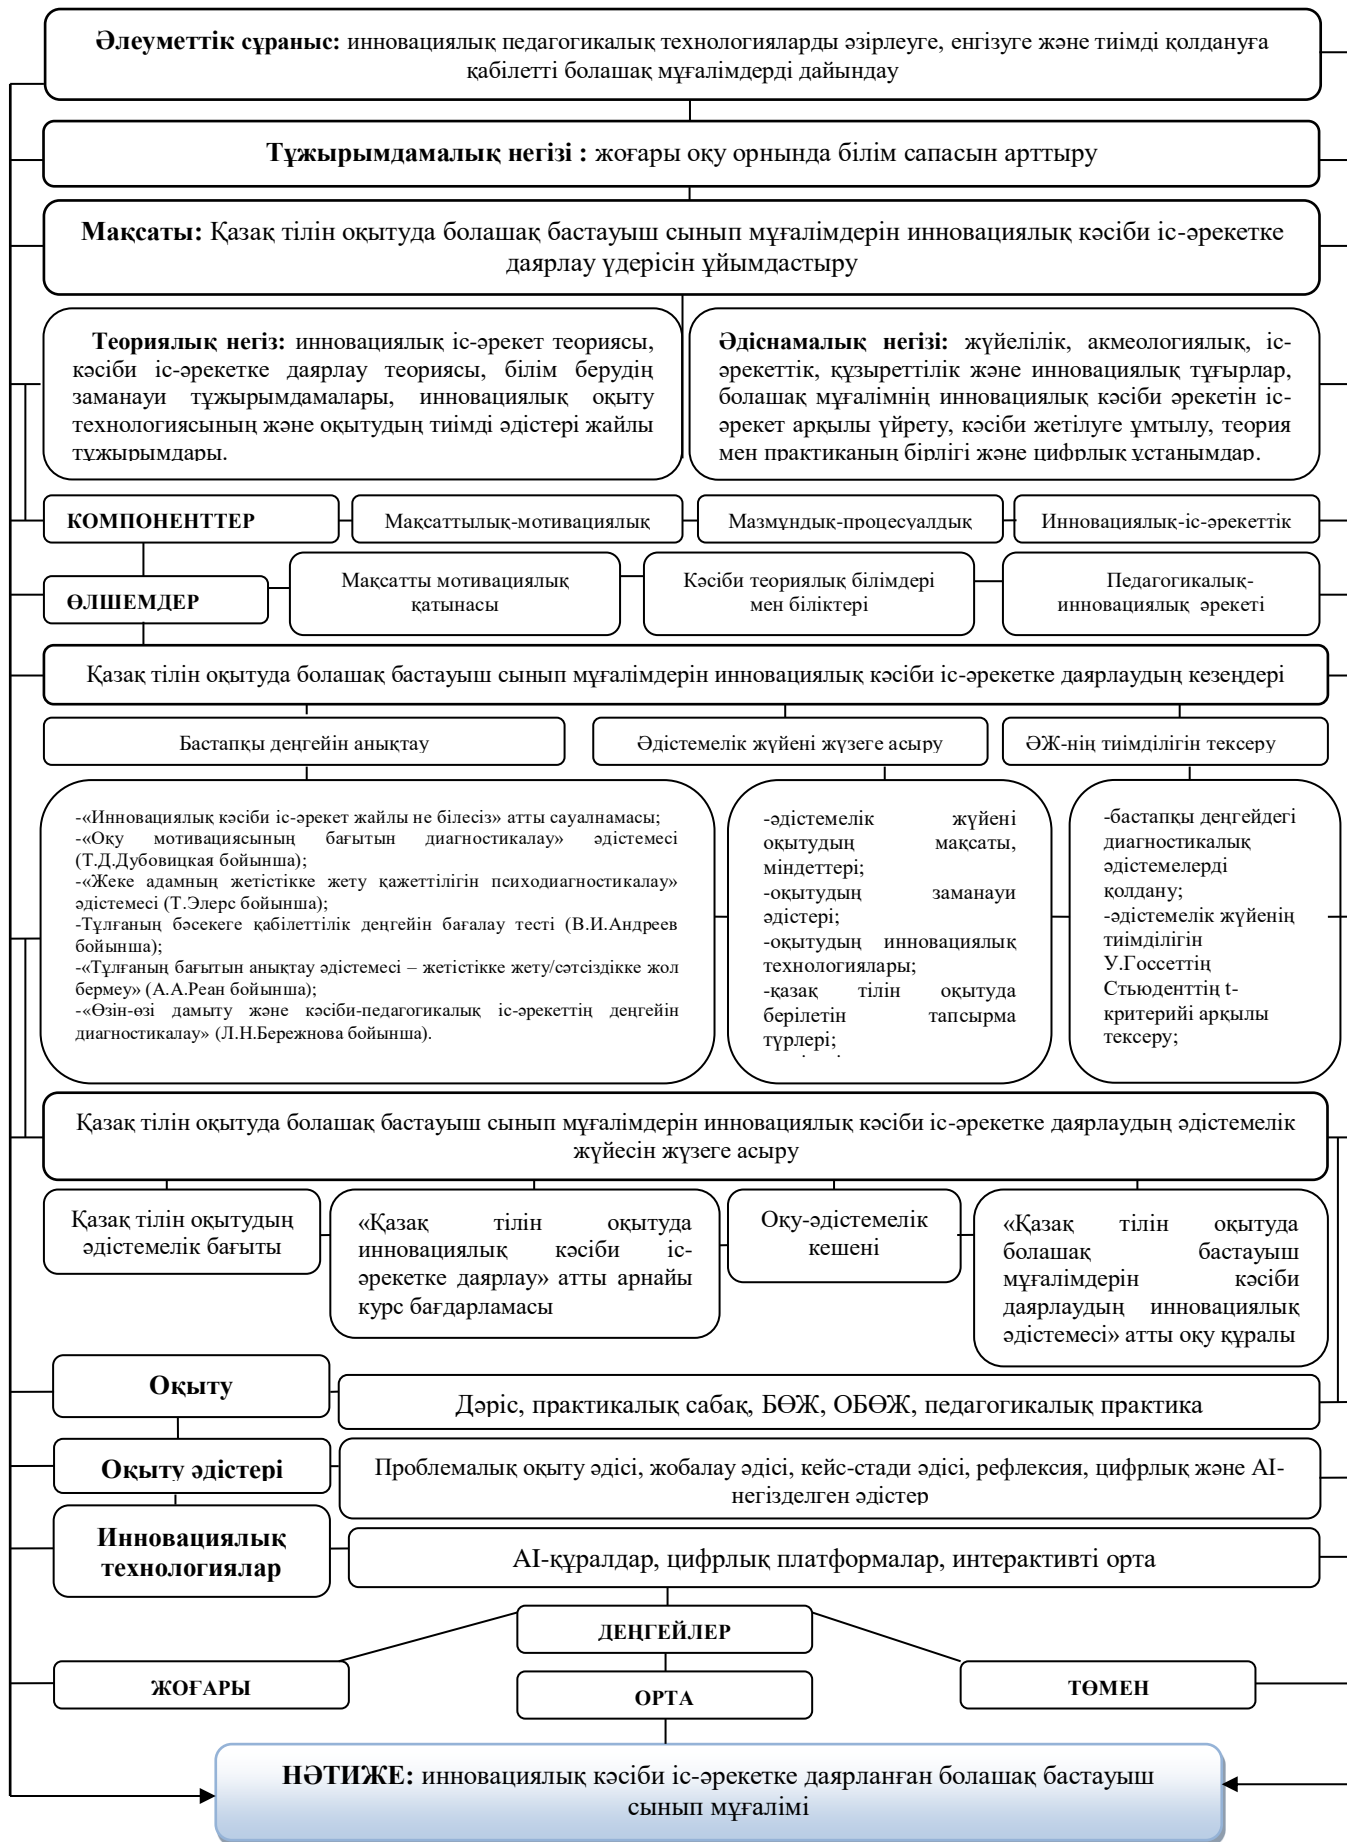 Әлеуметтік сұраныс: инновациялық педагогикалық технологияларды әзірлеуге, енгізуге және тиімді қолдануға
қабілетті болашақ мұғалімдерді дайындау
Тұжырымдамалық негізі : жоғары оқу орнында білім сапасын арттыру
Мақсаты: Қазақ тілін оқытуда болашақ бастауыш сынып мұғалімдерін инновациялық кәсіби іс-әрекетке
даярлау үдерісін ұйымдастыру
Теориялық негіз: инновациялық іс-әрекет теориясы,
кәсіби іс-әрекетке даярлау теориясы, білім берудің
заманауи тұжырымдамалары, инновациялық оқыту
технологиясының және оқытудың тиімді әдістері жайлы
тұжырымдары.
Әдіснамалық негізі: жүйелілік, акмеологиялық, іс-
әрекеттік, құзыреттілік және инновациялық тұғырлар,
болашақ мұғалімнің инновациялық кәсіби әрекетін іс-
әрекет арқылы үйрету, кәсіби жетілуге ұмтылу, теория
мен практиканың бірлігі және цифрлық ұстанымдар.
КОМПОНЕНТТЕР
Мақсаттылық-мотивациялық
Мазмұндық-процесуалдық
Инновациялық-іс-әрекеттік
ӨЛШЕМДЕР
Мақсатты мотивациялық
қатынасы
Кәсіби теориялық білімдері
мен біліктері
Педагогикалық-
инновациялық әрекеті
Қазақ тілін оқытуда болашақ бастауыш сынып мұғалімдерін инновациялық кәсіби іс-әрекетке даярлаудың кезеңдері
Бастапқы деңгейін анықтау
Әдістемелік жүйені жүзеге асыру
ӘЖ-нің тиімділігін тексеру
-«Инновациялық кәсіби іс-әрекет жайлы не білесіз» атты сауалнамасы;
-«Оқу мотивациясының бағытын диагностикалау» әдістемесі
(Т.Д.Дубовицкая бойынша);
-«Жеке адамның жетістікке жету қажеттілігін психодиагностикалау»
әдістемесі (Т.Элерс бойынша);
-Тұлғаның бәсекеге қабілеттілік деңгейін бағалау тесті (В.И.Андреев
бойынша);
-«Тұлғаның бағытын анықтау әдістемесі – жетістікке жету/сәтсіздікке жол
бермеу» (А.А.Реан бойынша);
-«Өзін-өзі дамыту және кәсіби-педагогикалық іс-әрекеттің деңгейін
диагностикалау» (Л.Н.Бережнова бойынша).
-әдістемелік жүйені
оқытудың мақсаты,
міндеттері;
-оқытудың заманауи
әдістері;
-оқытудың инновациялық
технологиялары;
-қазақ тілін оқытуда
берілетін тапсырма
түрлері;
-бастапқы деңгейдегі
диагностикалық
әдістемелерді
қолдану;
-әдістемелік жүйенің
тиімділігін
У.Госсеттің
Стьюденттің t-
критерийі арқылы
тексеру;
Қазақ тілін оқытуда болашақ бастауыш сынып мұғалімдерін инновациялық кәсіби іс-әрекетке даярлаудың әдістемелік
жүйесін жүзеге асыру
Қазақ тілін оқытудың
әдістемелік бағыты
«Қазақ тілін оқытуда
инновациялық кәсіби іс-
әрекетке даярлау» атты арнайы
курс бағдарламасы
Оқу-әдістемелік
кешені
«Қазақ тілін оқытуда
болашақ бастауыш
мұғалімдерін кәсіби
даярлаудың инновациялық
әдістемесі» атты оқу құралы
Оқыту
Дәріс, практикалық сабақ, БӨЖ, ОБӨЖ, педагогикалық практика
Оқыту әдістері
Проблемалық оқыту әдісі, жобалау әдісі, кейс-стади әдісі, рефлексия, цифрлық және AI-
негізделген әдістер
Инновациялық
технологиялар
AI-құралдар, цифрлық платформалар, интерактивті орта
ДЕҢГЕЙЛЕР
ЖОҒАРЫ
ОРТА
ТӨМЕН
НӘТИЖЕ: инновациялық кәсіби іс-әрекетке даярланған болашақ бастауыш
сынып мұғалімі